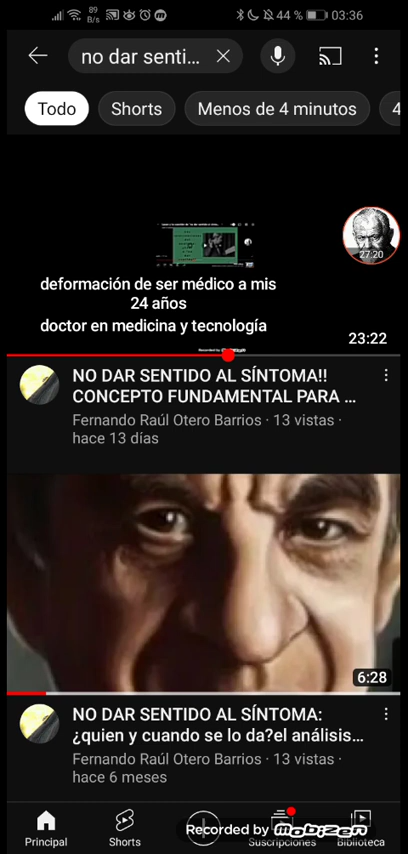 89
B/s
44 %
03:36
no dar senti...
Todo
Shorts
Menos de 4 minutos
4
27:20
deformación de ser médico a mis
24 años
doctor en medicina y tecnología
23:22
NO DAR SENTIDO AL SÍNTOMA!!
CONCEPTO FUNDAMENTAL PARA ...
Fernando Raúl Otero Barrios · 13 vistas ·
hace 13 días
6:28
NO DAR SENTIDO AL SÍNTOMA:
¿quien y cuando se lo da?el análisis...
Fernando Raúl Otero Barrios · 13 vistas ·
hace 6 meses
Principal
Shorts
Recorded by mobizen
Suscripciones
Biblioteca